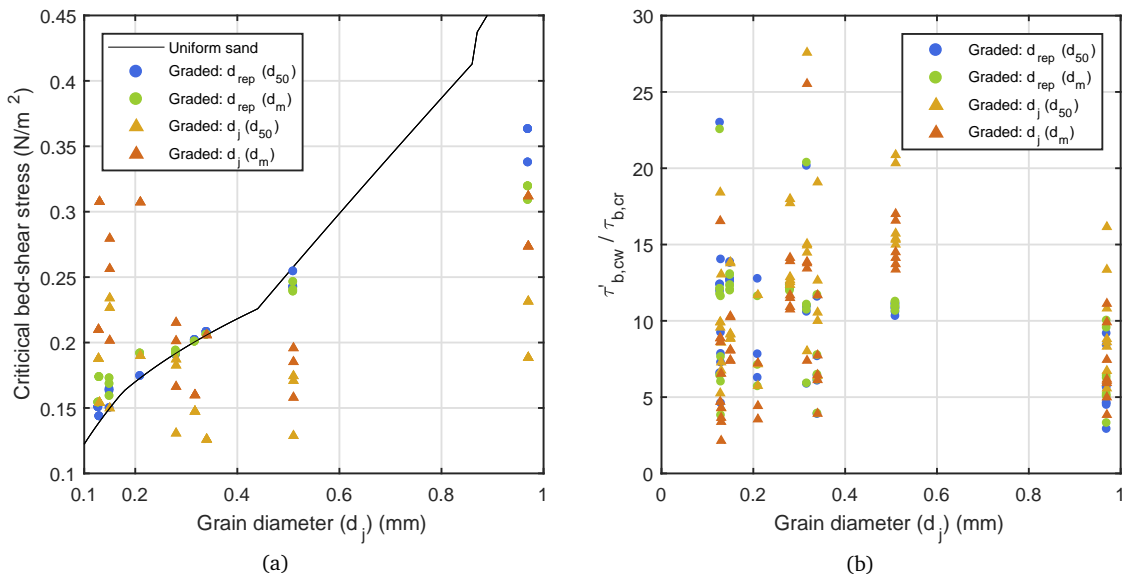 0.45
0.4
0.35
0.3
0.25
0.2
0.15
0.1
Criticical bed-shear stress (N/m²)
Uniform sand
Graded: d_rep (d_50)
Graded: d_rep (d_m)
Graded: d_j (d_50)
Graded: d_j (d_m)
0.1 0.2 0.4 0.6 0.8 1
Grain diameter (d_j) (mm)
(a)
30
25
20
15
10
5
0
τ'_b,cw / τ_b,cr
Graded: d_rep (d_50)
Graded: d_rep (d_m)
Graded: d_j (d_50)
Graded: d_j (d_m)
0 0.2 0.4 0.6 0.8 1
Grain diameter (d_j) (mm)
(b)